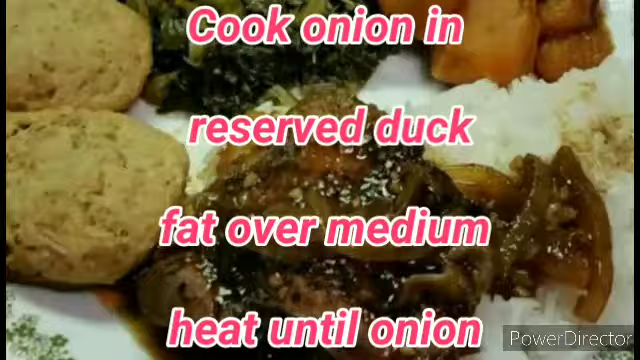 Cook onion in
reserved duck
fat over medium
heat until onion
PowerDirector